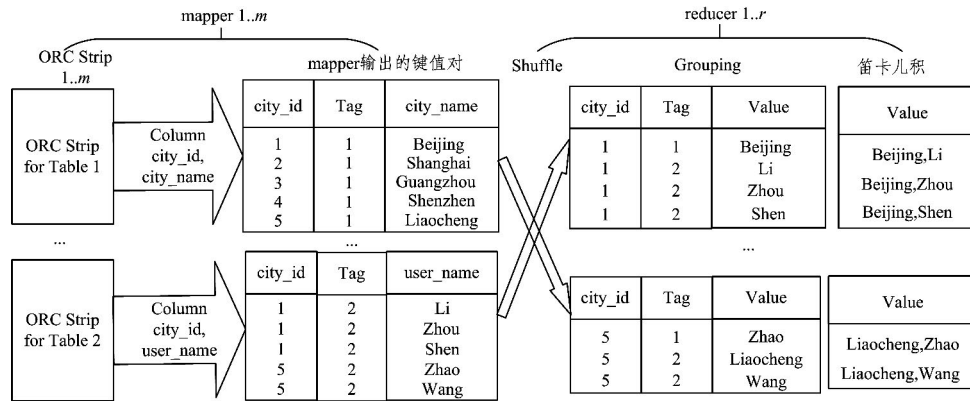 mapper 1..m
reducer 1..r
ORC Strip
1..m
mapper输出的键值对
Shuffle
Grouping
笛卡儿积
ORC Strip
for Table 1
Column
city_id,
city_name
city_id Tag city_name
1 1 Beijing
2 1 Shanghai
3 1 Guangzhou
4 1 Shenzhen
5 1 Liaocheng
city_id Tag Value
1 1 Beijing
1 2 Li
1 2 Zhou
1 2 Shen
Value
Beijing,Li
Beijing,Zhou
Beijing,Shen
...
...
...
ORC Strip
for Table 2
Column
city_id,
user_name
city_id Tag user_name
1 2 Li
1 2 Zhou
1 2 Shen
5 2 Zhao
5 2 Wang
city_id Tag Value
5 1 Zhao
5 2 Liaocheng
5 2 Wang
Value
Liaocheng,Zhao
Liaocheng,Wang